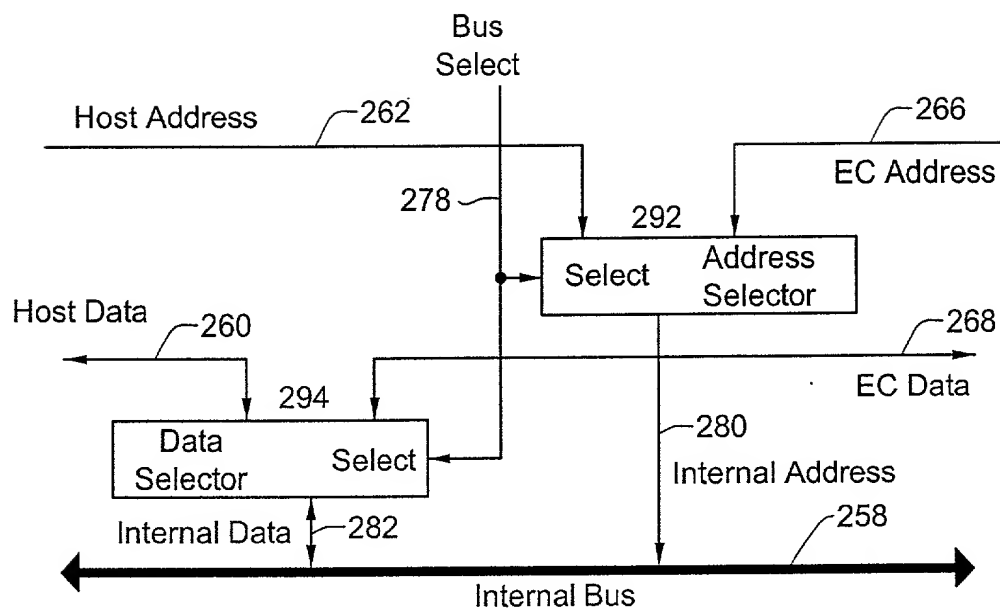 Bus
Select
Host Address
262
266
EC Address
278
292
Select
Address
Selector
Host Data
260
268
EC Data
294
Data
Selector
Select
280
Internal Address
Internal Data
282
258
Internal Bus